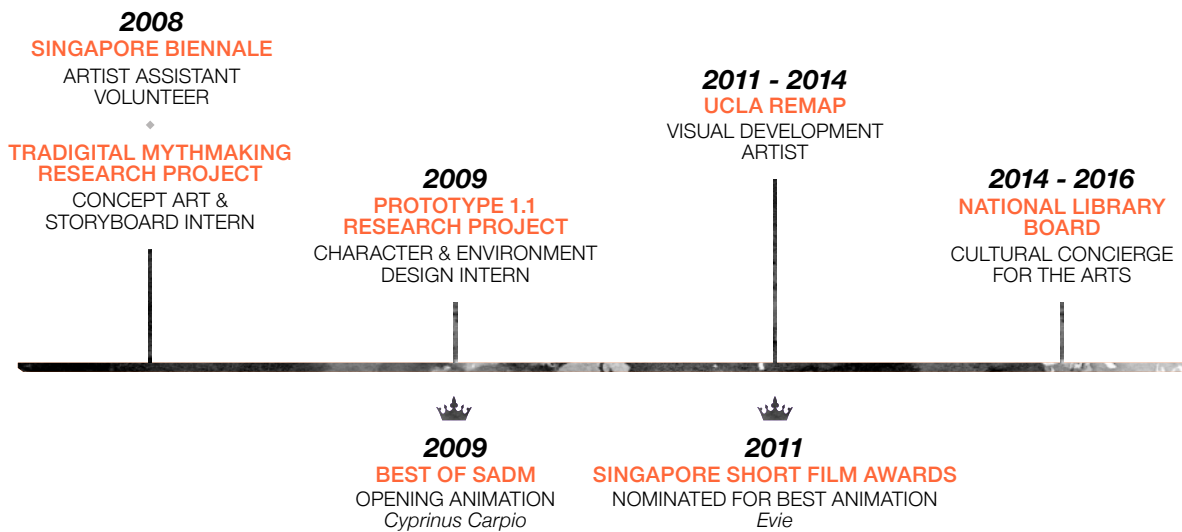 2008
SINGAPORE BIENNALE
ARTIST ASSISTANT
VOLUNTEER
TRADIGITAL MYTHMAKING
RESEARCH PROJECT
CONCEPT ART &
STORYBOARD INTERN
2009
PROTOTYPE 1.1
RESEARCH PROJECT
CHARACTER & ENVIRONMENT
DESIGN INTERN
2011 - 2014
UCLA REMAP
VISUAL DEVELOPMENT
ARTIST
2014 - 2016
NATIONAL LIBRARY
BOARD
CULTURAL CONCIERGE
FOR THE ARTS
2009
BEST OF SADM
OPENING ANIMATION
Cyprinus Carpio
2011
SINGAPORE SHORT FILM AWARDS
NOMINATED FOR BEST ANIMATION
Evie